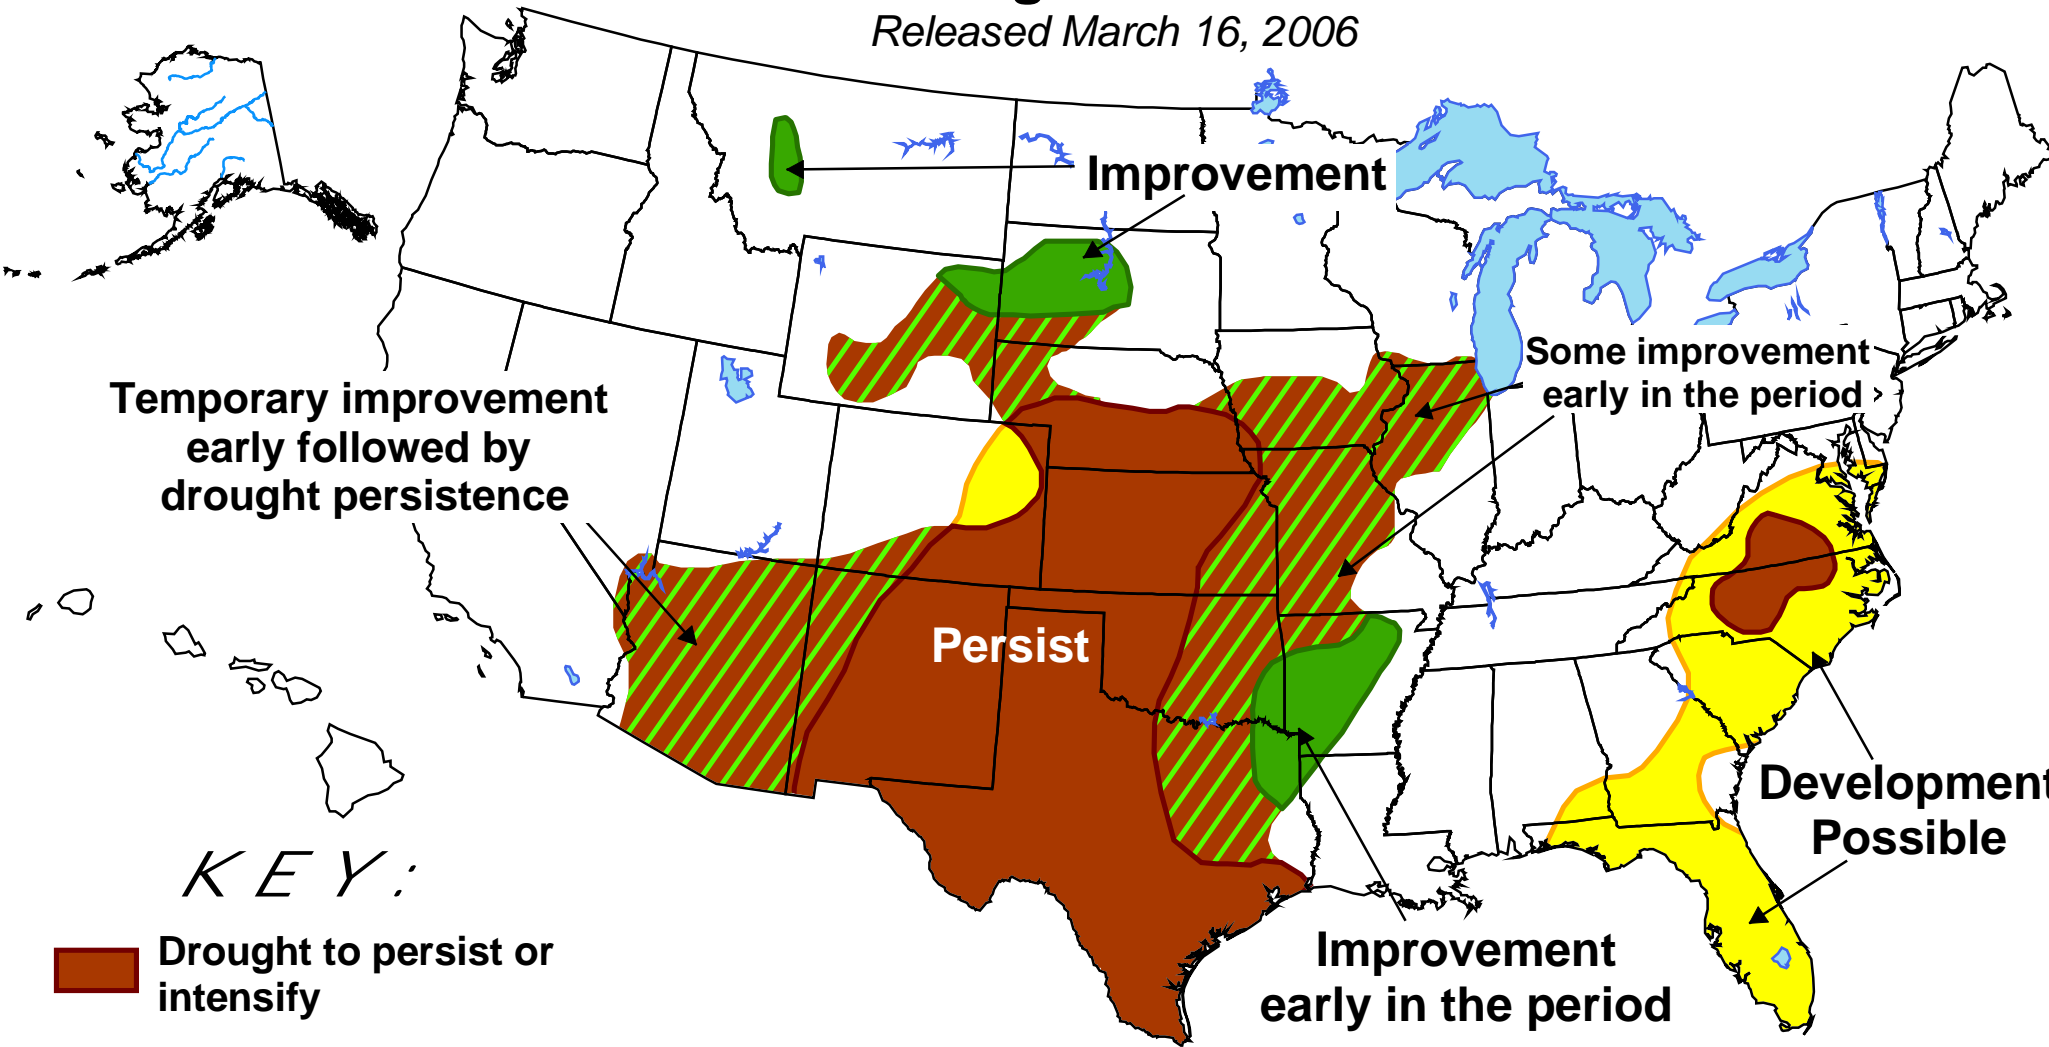 Released March 16, 2006
Improvement
Some improvement
early in the period
Temporary improvement
early followed by
drought persistence
Persist
Development
Possible
Improvement
early in the period
KEY:
Drought to persist or
intensify